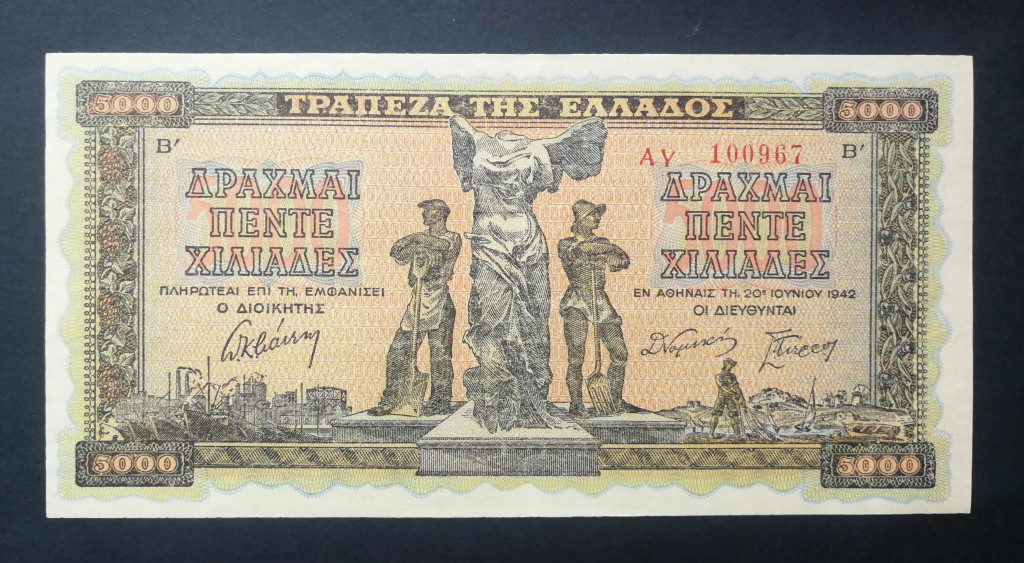 5000 ΤΡΑΠΕΖΑ ΤΗΣ ΕΛΛΑΔΟΣ 5000
Β′ ΑΥ 100967 Β′
ΔΡΑΧΜΑΙ ΔΡΑΧΜΑΙ
ΠΕΝΤΕ ΠΕΝΤΕ
ΧΙΛΙΑΔΕΣ ΧΙΛΙΑΔΕΣ
ΠΛΗΡΩΤΕΑΙ ΕΠΙ ΤΗ, ΕΜΦΑΝΙΣΕΙ ΕΝ ΑΘΗΝΑΙΣ ΤΗ, 20ῃ ΙΟΥΝΙΟΥ 1942
Ο ΔΙΟΙΚΗΤΗΣ ΟΙ ΔΙΕΥΘΥΝΤΑΙ
5000 5000